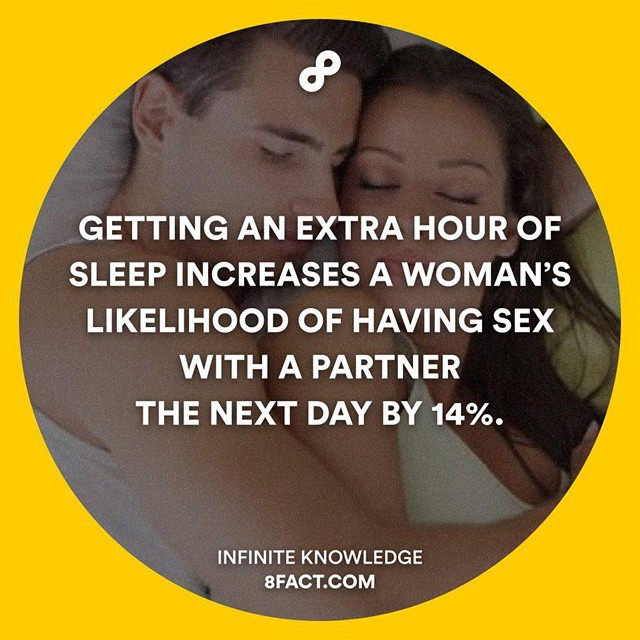 GETTING AN EXTRA HOUR OF
SLEEP INCREASES A WOMAN’S
LIKELIHOOD OF HAVING SEX
WITH A PARTNER
THE NEXT DAY BY 14%.
INFINITE KNOWLEDGE
8FACT.COM